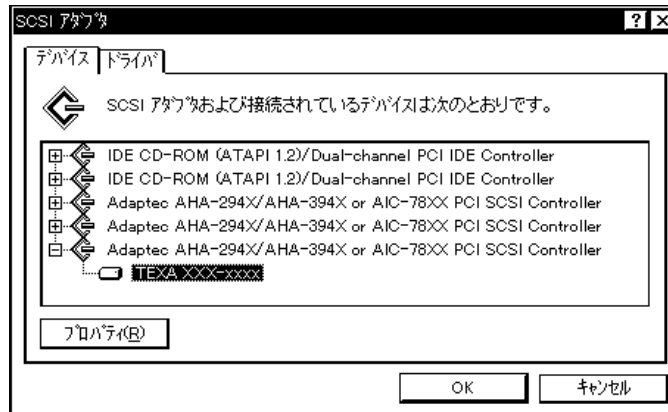 SCSI ｱﾀﾞﾌﾟﾀ
ﾃﾞﾊﾞｲｽ ﾄﾞﾗｲﾊﾞ
SCSI ｱﾀﾞﾌﾟﾀおよび接続されているﾃﾞﾊﾞｲｽは次のとおりです。
IDE CD-ROM (ATAPI 1.2)/Dual-channel PCI IDE Controller
IDE CD-ROM (ATAPI 1.2)/Dual-channel PCI IDE Controller
Adaptec AHA-294X/AHA-394X or AIC-78XX PCI SCSI Controller
Adaptec AHA-294X/AHA-394X or AIC-78XX PCI SCSI Controller
Adaptec AHA-294X/AHA-394X or AIC-78XX PCI SCSI Controller
TEXA XXX-xxxx
ﾌﾟﾛﾊﾟﾃｨ(R)
OK ｷｬﾝｾﾙ